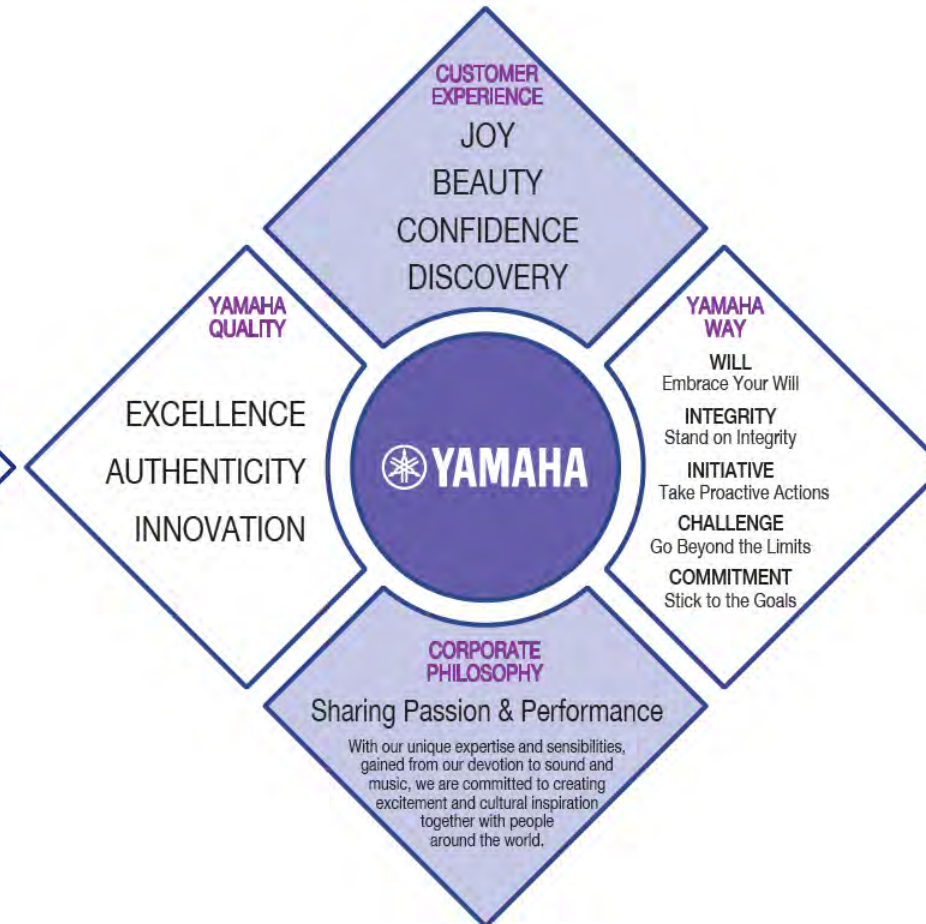 CUSTOMER
EXPERIENCE
JOY
BEAUTY
CONFIDENCE
DISCOVERY
YAMAHA
QUALITY
EXCELLENCE
AUTHENTICITY
INNOVATION
YAMAHA
YAMAHA
WAY
WILL
Embrace Your Will
INTEGRITY
Stand on Integrity
INITIATIVE
Take Proactive Actions
CHALLENGE
Go Beyond the Limits
COMMITMENT
Stick to the Goals
CORPORATE
PHILOSOPHY
Sharing Passion & Performance
With our unique expertise and sensibilities,
gained from our devotion to sound and
music, we are committed to creating
excitement and cultural inspiration
together with people
around the world.